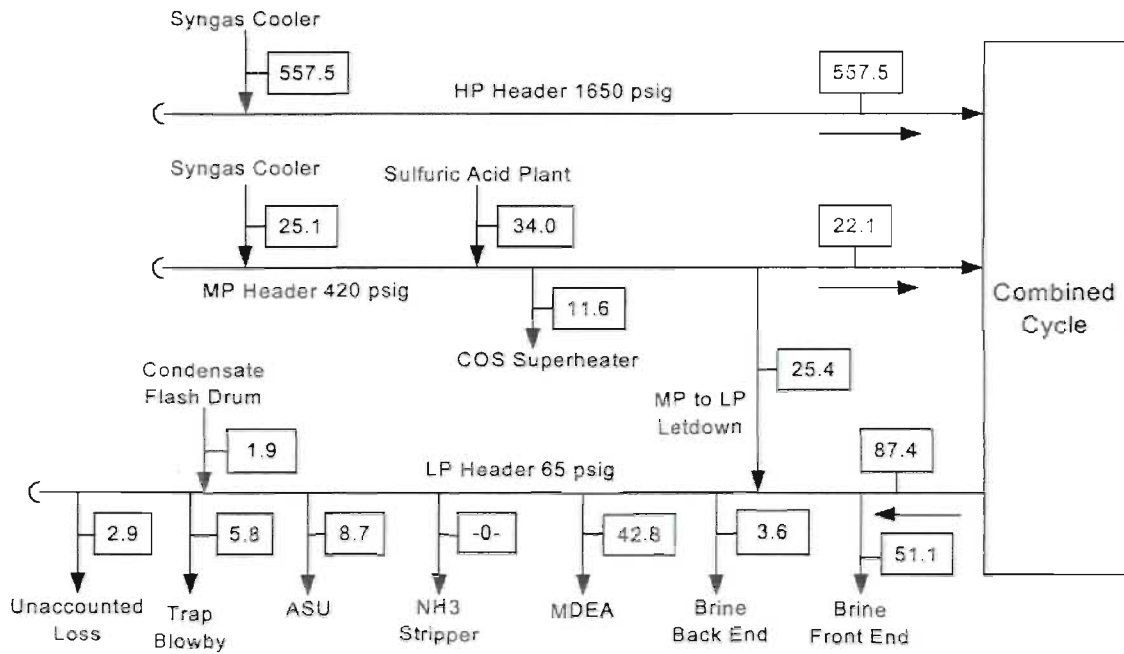 Syngas Cooler
557.5
557.5
HP Header 1650 psig
Syngas Cooler
Sulfuric Acid Plant
25.1
34.0
22.1
MP Header 420 psig
11.6
COS Superheater
Combined
Cycle
Condensate
Flash Drum
25.4
MP to LP
Letdown
1.9
87.4
LP Header 65 psig
2.9
5.8
8.7
-0-
42.8
3.6
51.1
Unaccounted
Loss
Trap
Blowby
ASU
NH3
Stripper
MDEA
Brine
Back End
Brine
Front End